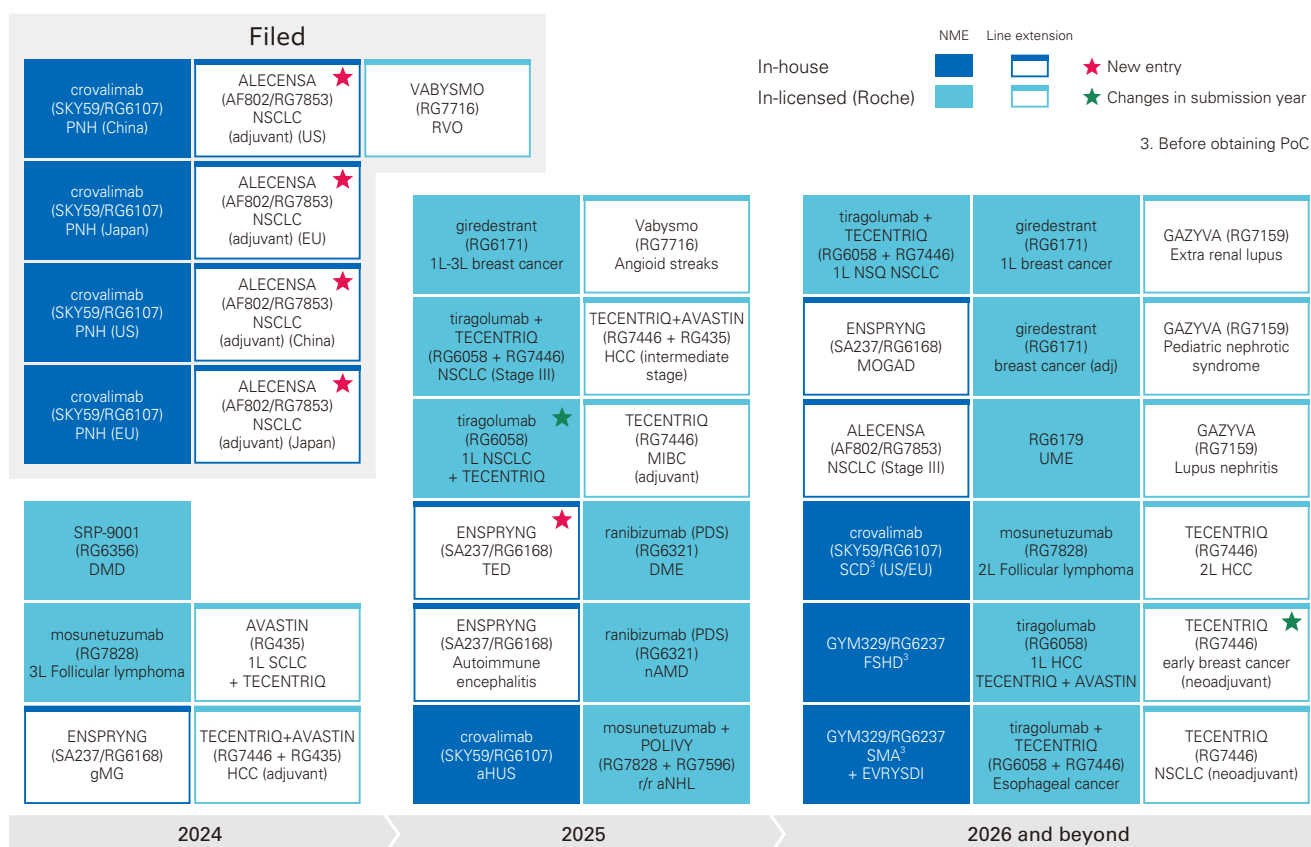 Filed
NME
Line extension
In-house
In-licensed (Roche)
New entry
Changes in submission year
3. Before obtaining PoC
crovalimab
(SKY59/RG6107)
PNH (China)
ALECENSA
(AF802/RG7853)
NSCLC
(adjuvant) (US)
VABYSMO
(RG7716)
RVO
crovalimab
(SKY59/RG6107)
PNH (Japan)
ALECENSA
(AF802/RG7853)
NSCLC
(adjuvant) (EU)
crovalimab
(SKY59/RG6107)
PNH (US)
ALECENSA
(AF802/RG7853)
NSCLC
(adjuvant) (China)
crovalimab
(SKY59/RG6107)
PNH (EU)
ALECENSA
(AF802/RG7853)
NSCLC
(adjuvant) (Japan)
SRP-9001
(RG6356)
DMD
mosunetuzumab
(RG7828)
3L Follicular lymphoma
AVASTIN
(RG435)
1L SCLC
+ TECENTRIQ
ENSPRYNG
(SA237/RG6168)
gMG
TECENTRIQ+AVASTIN
(RG7446 + RG435)
HCC (adjuvant)
giredestrant
(RG6171)
1L-3L breast cancer
Vabysmo
(RG7716)
Angioid streaks
tiragolumab +
TECENTRIQ
(RG6058 + RG7446)
NSCLC (Stage III)
TECENTRIQ+AVASTIN
(RG7446 + RG435)
HCC (intermediate
stage)
tiragolumab
(RG6058)
1L NSCLC
+ TECENTRIQ
TECENTRIQ
(RG7446)
MIBC
(adjuvant)
ENSPRYNG
(SA237/RG6168)
TED
ranibizumab (PDS)
(RG6321)
DME
ENSPRYNG
(SA237/RG6168)
Autoimmune
encephalitis
ranibizumab (PDS)
(RG6321)
nAMD
crovalimab
(SKY59/RG6107)
aHUS
mosunetuzumab +
POLIVY
(RG7828 + RG7596)
r/r aNHL
tiragolumab +
TECENTRIQ
(RG6058 + RG7446)
1L NSQ NSCLC
giredestrant
(RG6171)
1L breast cancer
GAZYVA (RG7159)
Extra renal lupus
ENSPRYNG
(SA237/RG6168)
MOGAD
giredestrant
(RG6171)
breast cancer (adj)
GAZYVA (RG7159)
Pediatric nephrotic
syndrome
ALECENSA
(AF802/RG7853)
NSCLC (Stage III)
RG6179
UME
GAZYVA
(RG7159)
Lupus nephritis
crovalimab
(SKY59/RG6107)
SCD3 (US/EU)
mosunetuzumab
(RG7828)
2L Follicular lymphoma
TECENTRIQ
(RG7446)
2L HCC
GYM329/RG6237
FSHD3
tiragolumab
(RG6058)
1L HCC
TECENTRIQ + AVASTIN
TECENTRIQ
(RG7446)
early breast cancer
(neoadjuvant)
GYM329/RG6237
SMA3
+ EVRYSDI
tiragolumab +
TECENTRIQ
(RG6058 + RG7446)
Esophageal cancer
TECENTRIQ
(RG7446)
NSCLC (neoadjuvant)
2024
2025
2026 and beyond